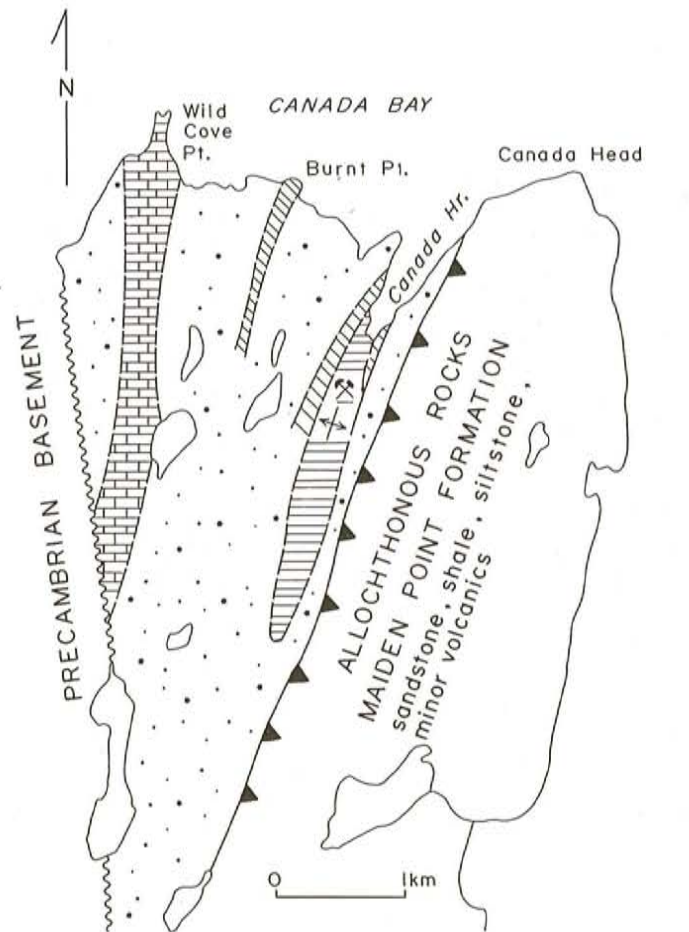 N
CANADA BAY
Wild
Cove
Pt.
Burnt Pt.
Canada Head
Canada Hr.
PRECAMBRIAN BASEMENT
ALLOCHTHONOUS ROCKS
MAIDEN POINT FORMATION
sandstone, shale, siltstone,
minor volcanics
0 1km